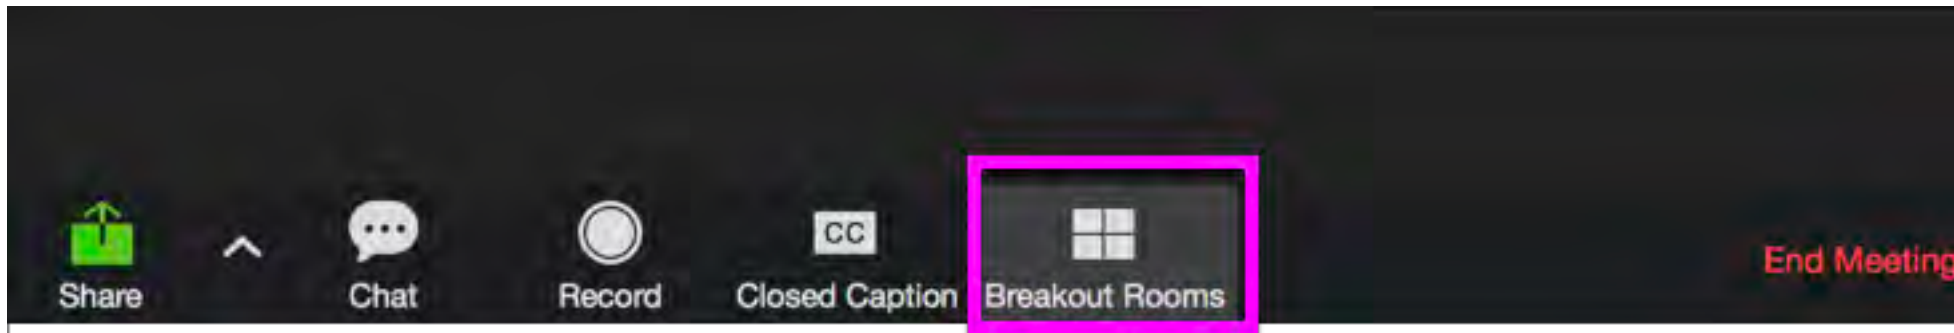 CC
Share
Chat
Record
Closed Caption
Breakout Rooms
End Meeting